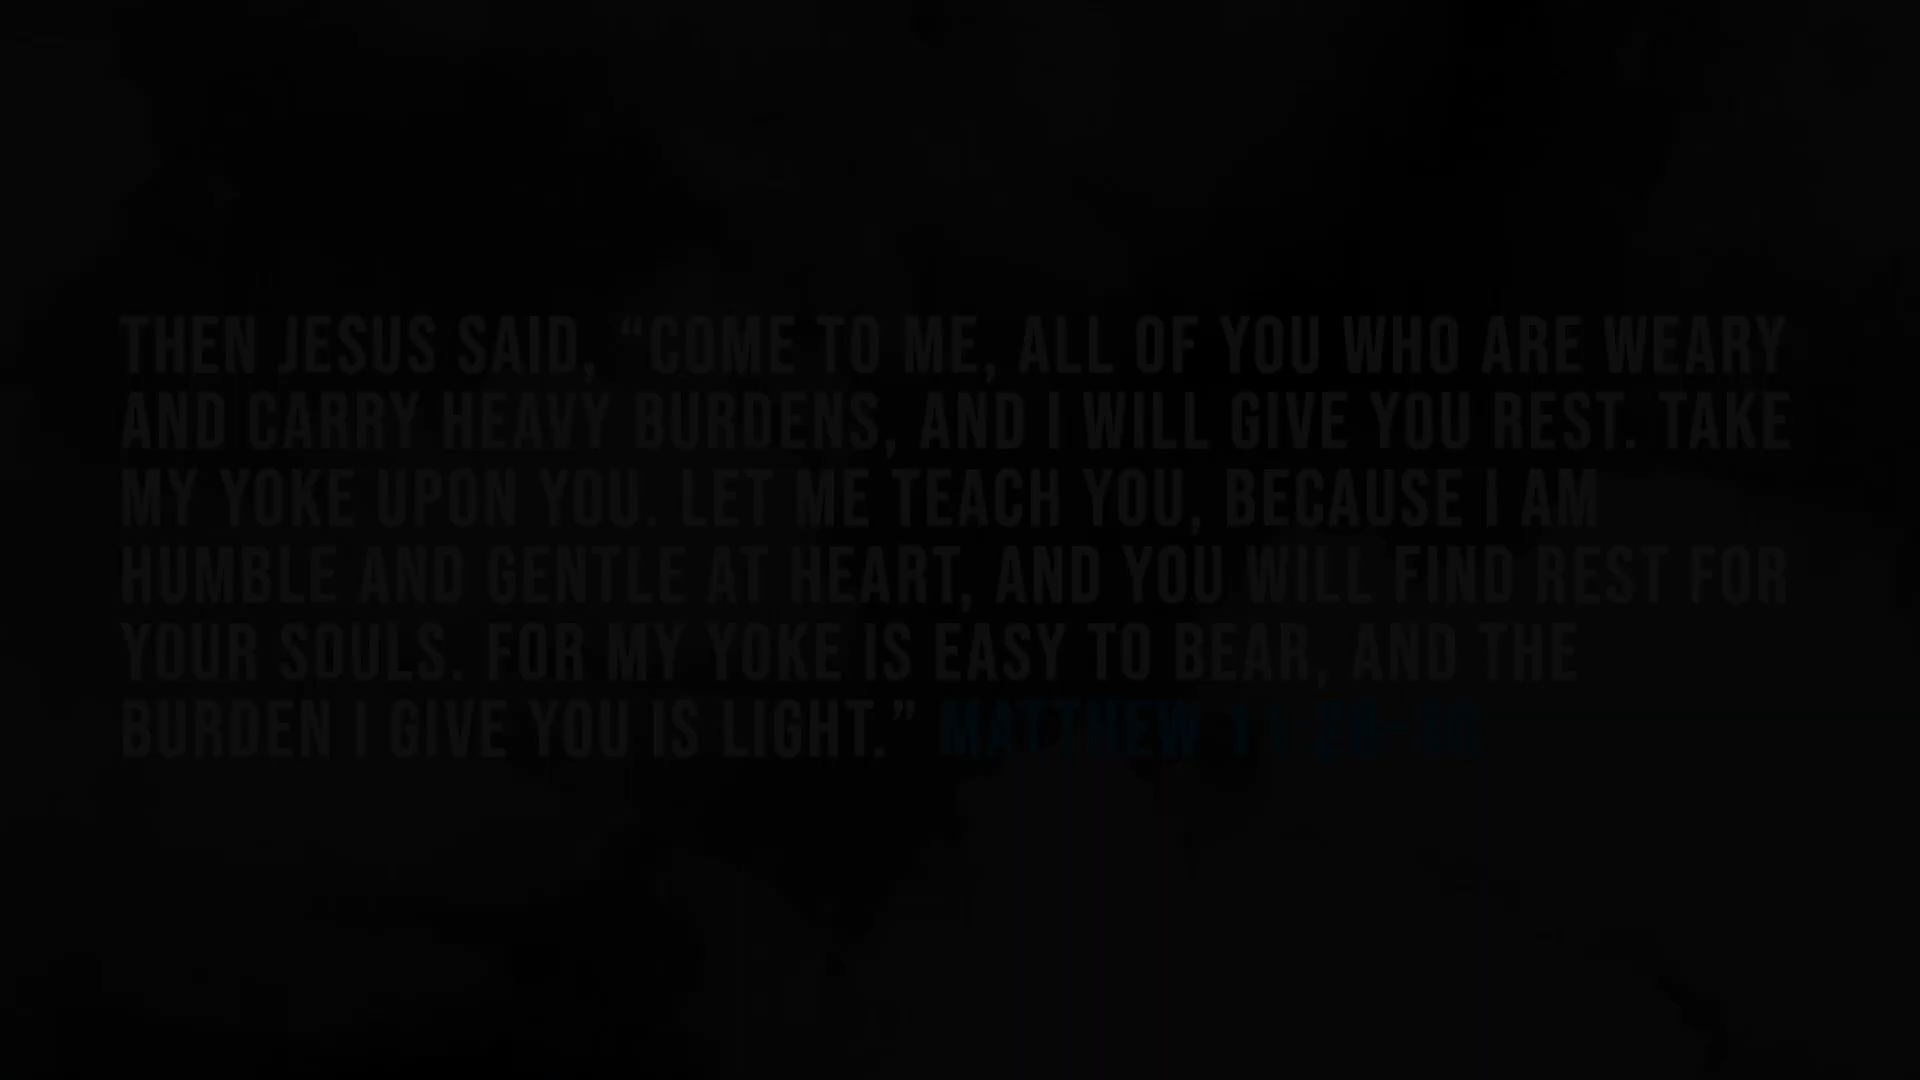 THEN JESUS SAID, “COME TO ME, ALL OF YOU WHO ARE WEARY
AND CARRY HEAVY BURDENS, AND I WILL GIVE YOU REST. TAKE
MY YOKE UPON YOU. LET ME TEACH YOU, BECAUSE I AM
HUMBLE AND GENTLE AT HEART, AND YOU WILL FIND REST FOR
YOUR SOULS. FOR MY YOKE IS EASY TO BEAR, AND THE
BURDEN I GIVE YOU IS LIGHT.” MATTHEW 11:28-30